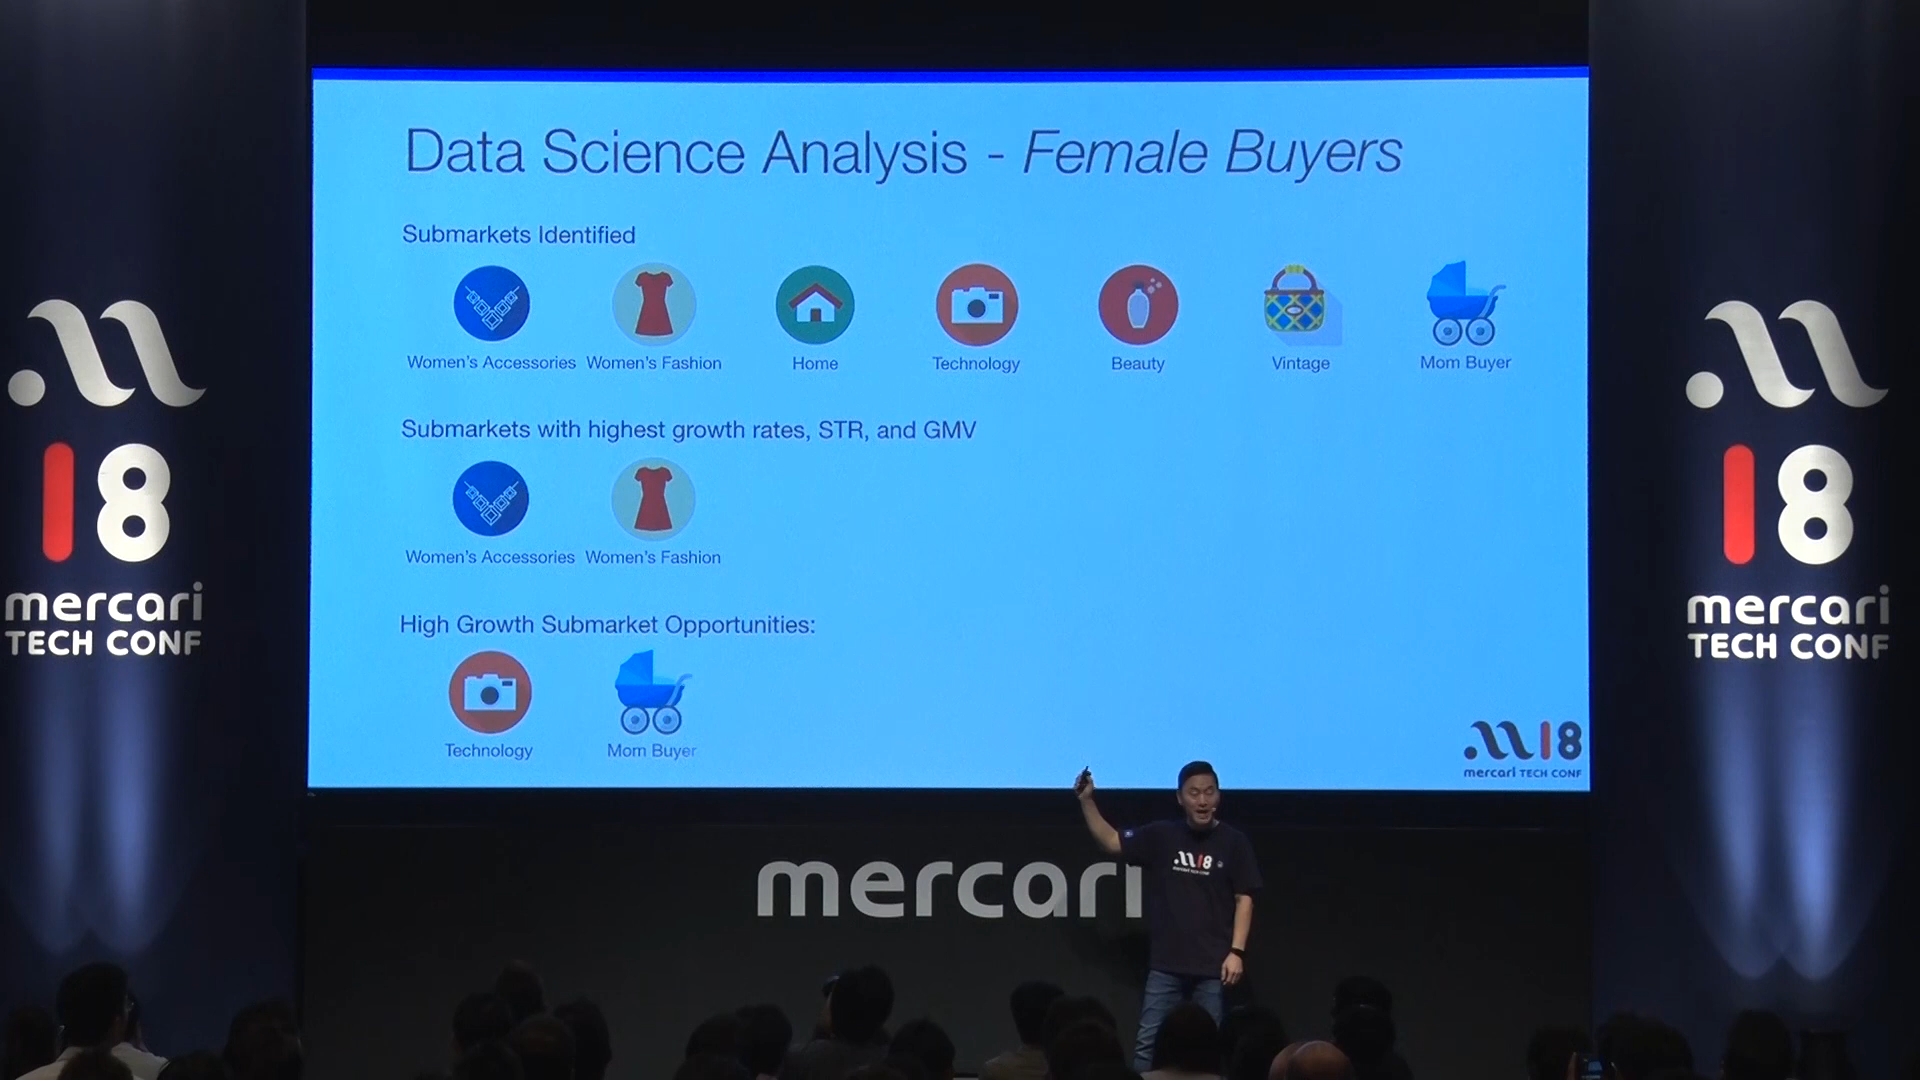 Data Science Analysis - Female Buyers
Submarkets Identified
Women's Accessories
Women's Fashion
Home
Technology
Beauty
Vintage
Mom Buyer
Submarkets with highest growth rates, STR, and GMV
Women's Accessories
Women's Fashion
High Growth Submarket Opportunities:
Technology
Mom Buyer
18
mercari TECH CONF
18
mercari
TECH CONF
18
mercari
TECH CONF
mercari
18